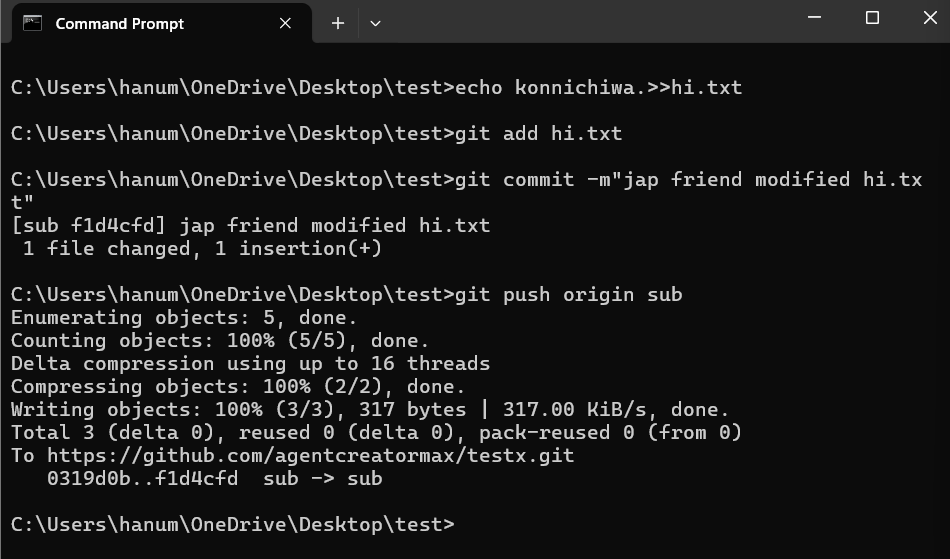 Command Prompt
C:\Users\hanum\OneDrive\Desktop\test>echo konnichiwa.>>hi.txt
C:\Users\hanum\OneDrive\Desktop\test>git add hi.txt
C:\Users\hanum\OneDrive\Desktop\test>git commit -m"jap friend modified hi.tx
t"
[sub f1d4cfd] jap friend modified hi.txt
 1 file changed, 1 insertion(+)
C:\Users\hanum\OneDrive\Desktop\test>git push origin sub
Enumerating objects: 5, done.
Counting objects: 100% (5/5), done.
Delta compression using up to 16 threads
Compressing objects: 100% (2/2), done.
Writing objects: 100% (3/3), 317 bytes | 317.00 KiB/s, done.
Total 3 (delta 0), reused 0 (delta 0), pack-reused 0 (from 0)
To https://github.com/agentcreatormax/testx.git
   0319d0b..f1d4cfd  sub -> sub
C:\Users\hanum\OneDrive\Desktop\test>